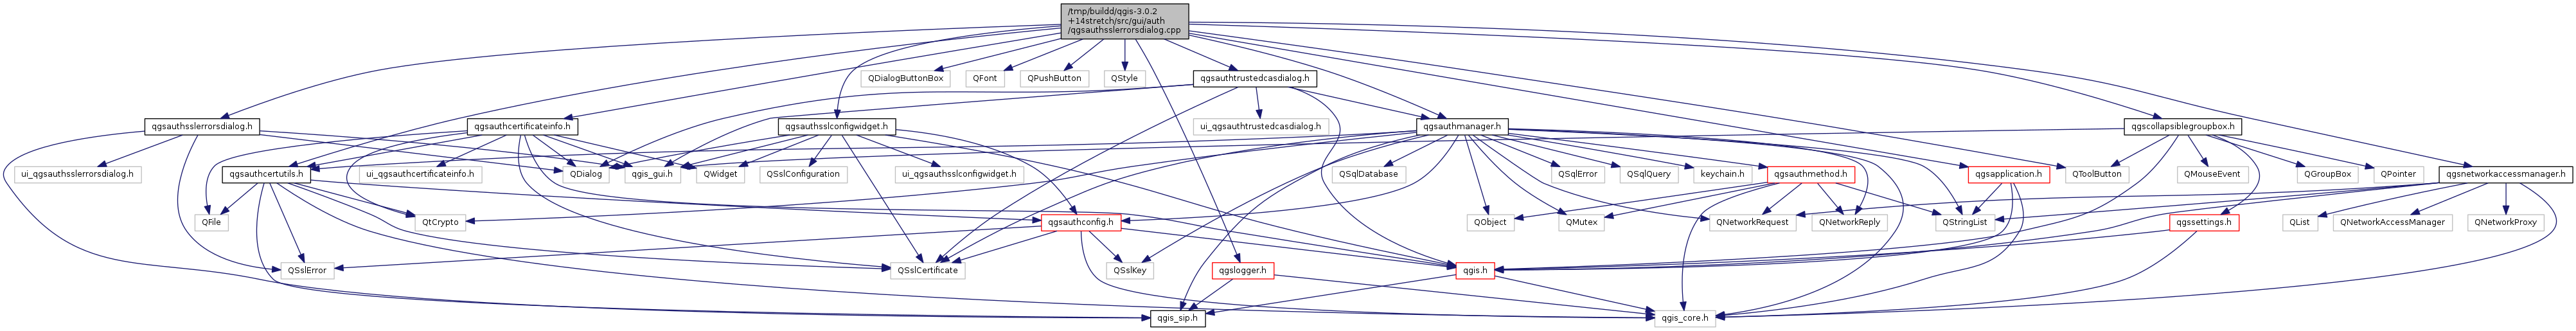 /tmp/buildd/qgis-3.0.2
+14stretch/src/gui/auth
/qgsauthsslerrorsdialog.cpp
QDialogButtonBox
QFont
QPushButton
QStyle
qgsauthtrustedcasdialog.h
qgsauthsslerrorsdialog.h
qgsauthcertificateinfo.h
qgsauthsslconfigwidget.h
ui_qgsauthtrustedcasdialog.h
qgsauthmanager.h
qgscollapsiblegroupbox.h
ui_qgsauthsslerrorsdialog.h
qgsauthcertutils.h
ui_qgsauthcertificateinfo.h
QDialog
qgis_gui.h
QWidget
QSslConfiguration
ui_qgsauthsslconfigwidget.h
QSqlDatabase
QSqlError
QSqlQuery
keychain.h
qgsauthmethod.h
qgsapplication.h
QToolButton
QMouseEvent
QGroupBox
QPointer
qgsnetworkaccessmanager.h
QFile
QtCrypto
qgsauthconfig.h
QObject
QMutex
QNetworkRequest
QNetworkReply
QStringList
qgssettings.h
QList
QNetworkAccessManager
QNetworkProxy
QSslError
QSslCertificate
QSslKey
qgslogger.h
qgis.h
qgis_sip.h
qgis_core.h